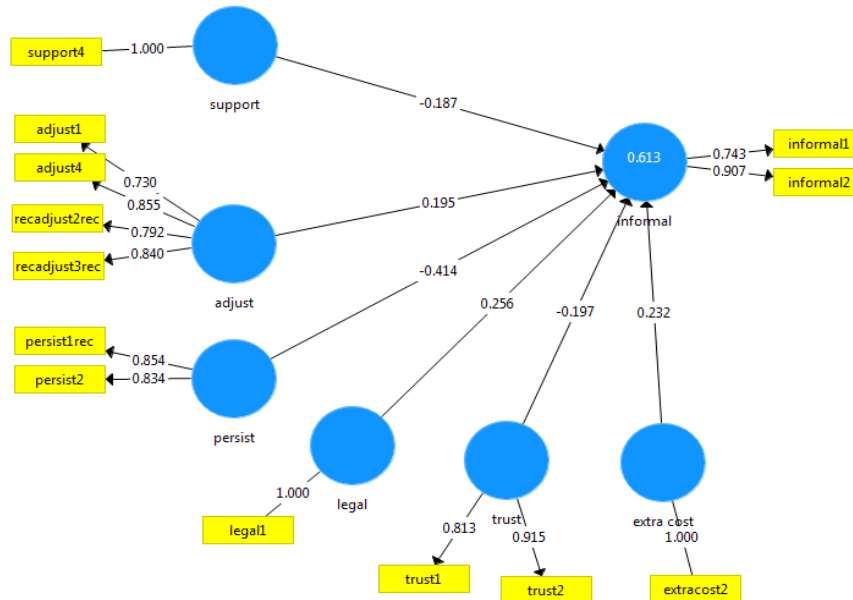 support4
1.000
support
-0.187
adjust1
adjust4
recadjust2rec
recadjust3rec
0.730
0.855
0.792
0.840
adjust
0.195
0.613
informal
0.743
0.907
informal1
informal2
-0.414
persist1rec
persist2
0.854
0.834
persist
0.256
-0.197
0.232
legal1
1.000
legal
trust
0.813
0.915
trust1
trust2
extra cost
1.000
extracost2